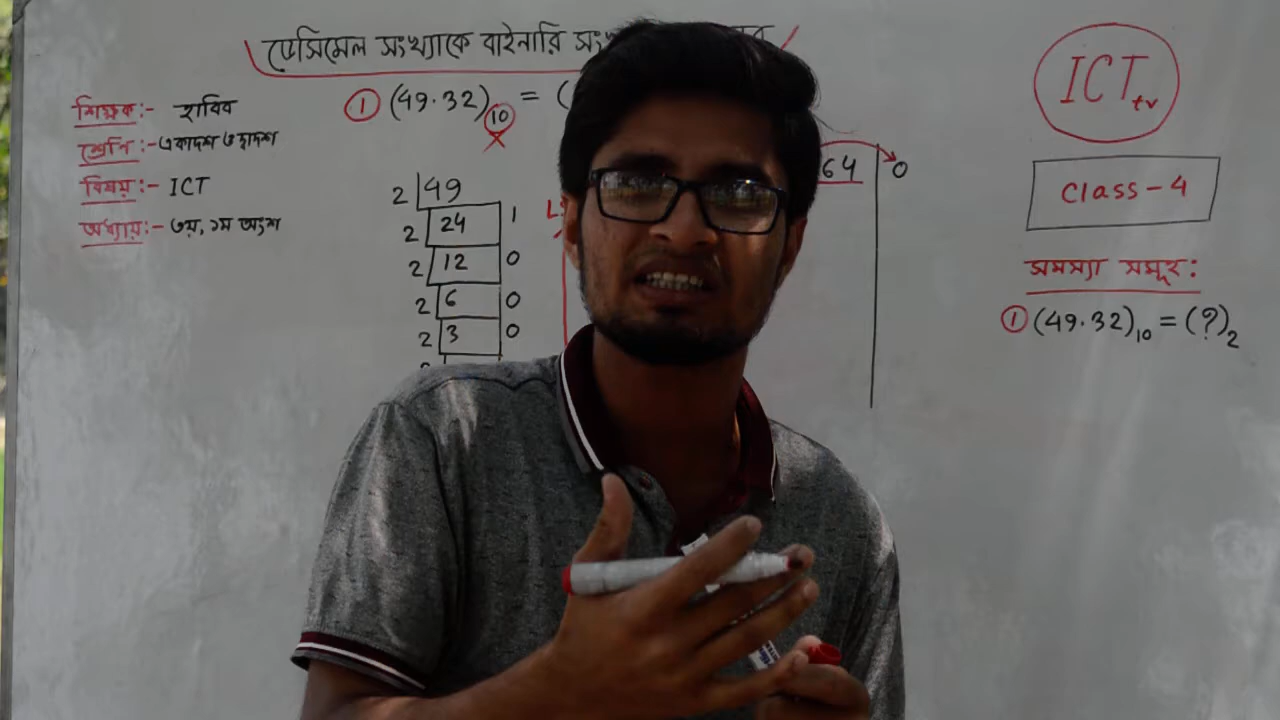 ডেসিমেল সংখ্যাকে বাইনারি
শিক্ষক:- হাবিব
শ্রেনি:- একাদশ ও দ্বাদশ
বিষয়:- ICT
অধ্যায়:- ৩য়, ১ম অংশ
① (49.32)₁₀ = (
2 49
2 24 1
2 12 0
2 6 0
2 3 0
64 0
ICT tv
Class-4
সমস্যা সমূহ:
① (49.32)₁₀ = (?)₂